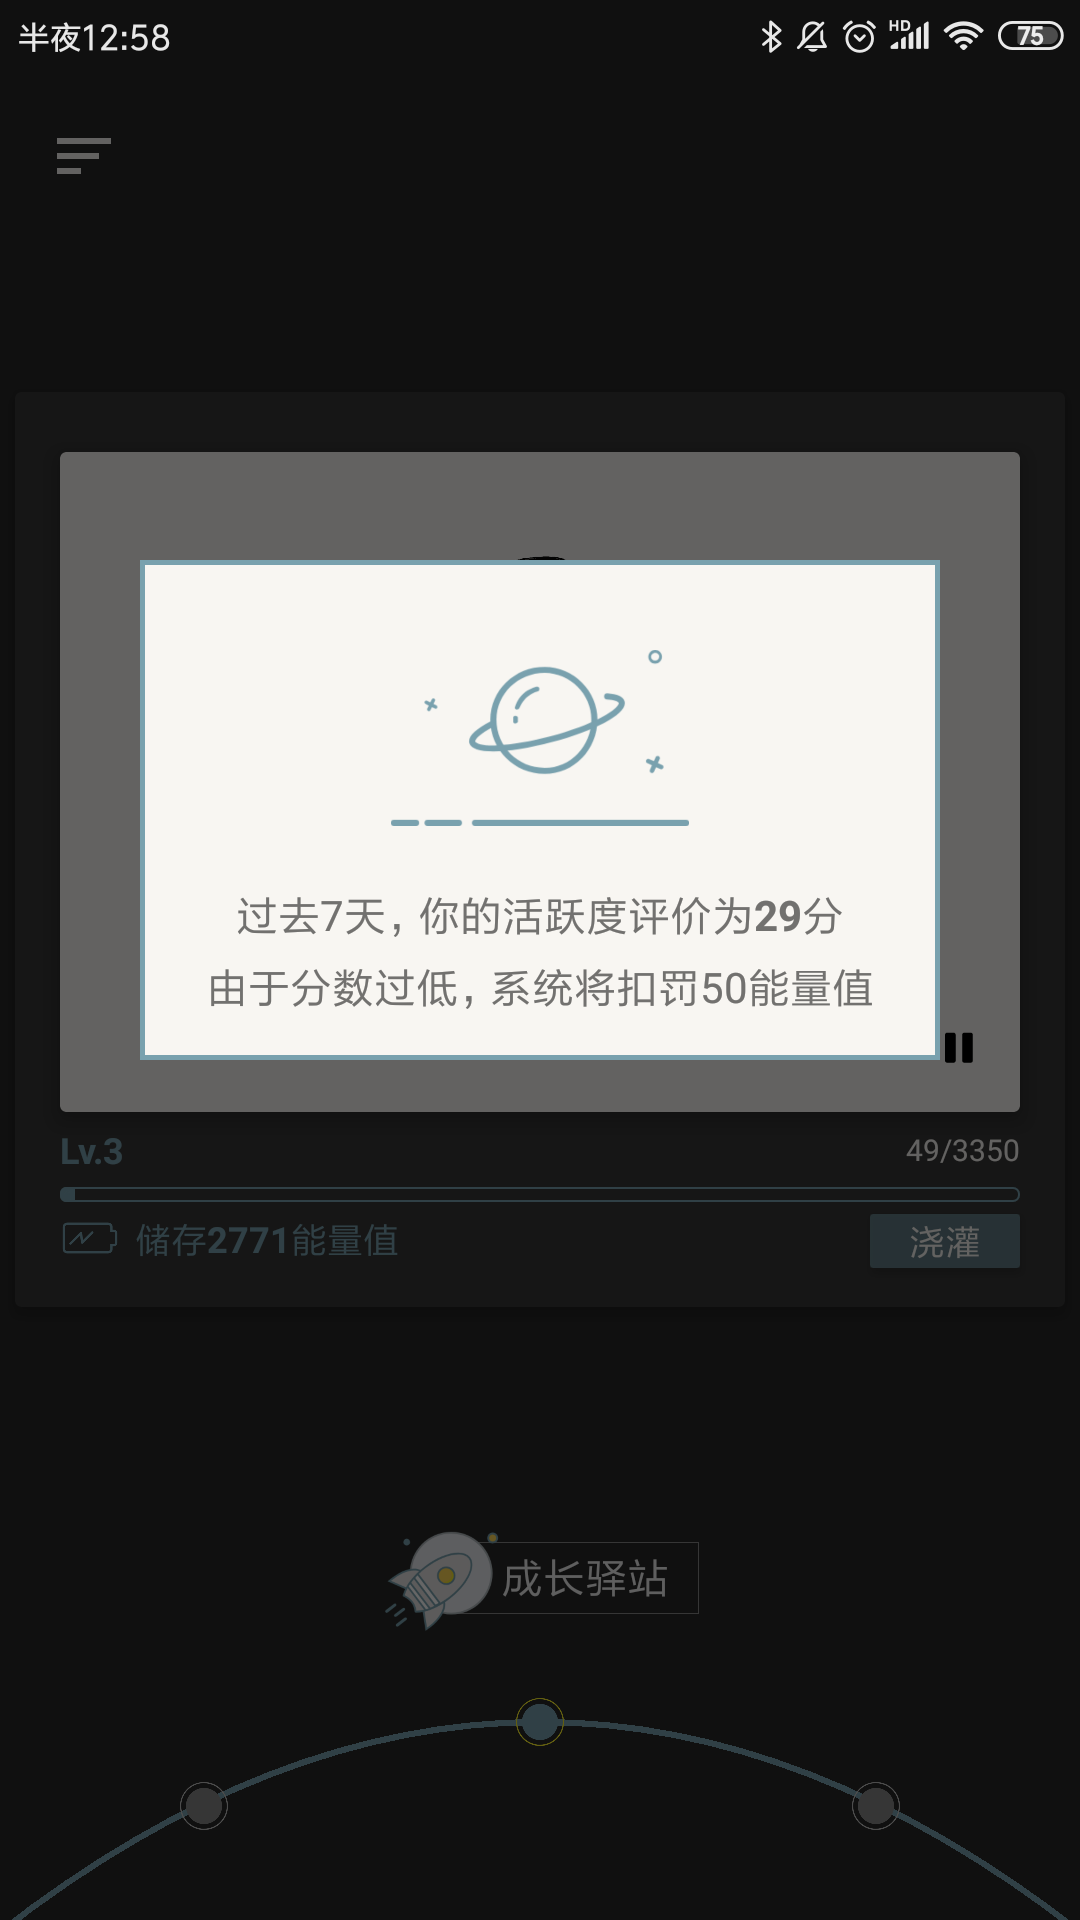 半夜12:58
HD
75
过去7天，你的活跃度评价为29分
由于分数过低，系统将扣罚50能量值
Lv.3
49/3350
储存2771能量值
浇灌
成长驿站